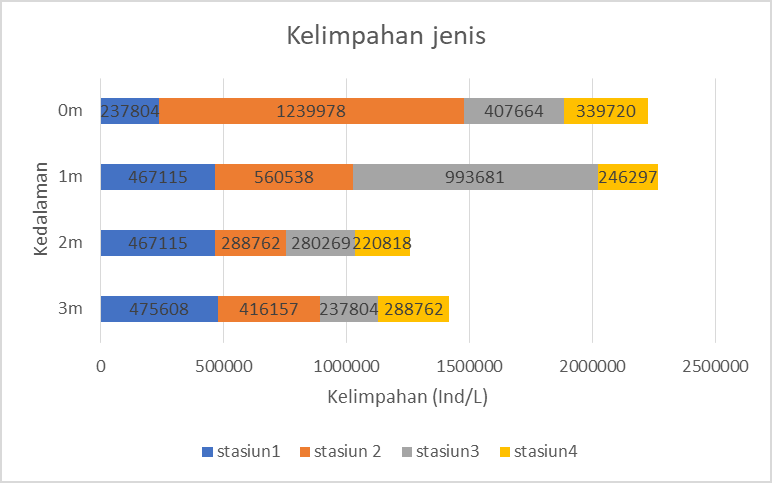 Kelimpahan jenis
Kedalaman
0m
237804 1239978 407664 339720
1m
467115 560538 993681 246297
2m
467115 288762 280269 220818
3m
475608 416157 237804 288762
0 500000 1000000 1500000 2000000 2500000
Kelimpahan (Ind/L)
stasiun1 stasiun 2 stasiun3 stasiun4